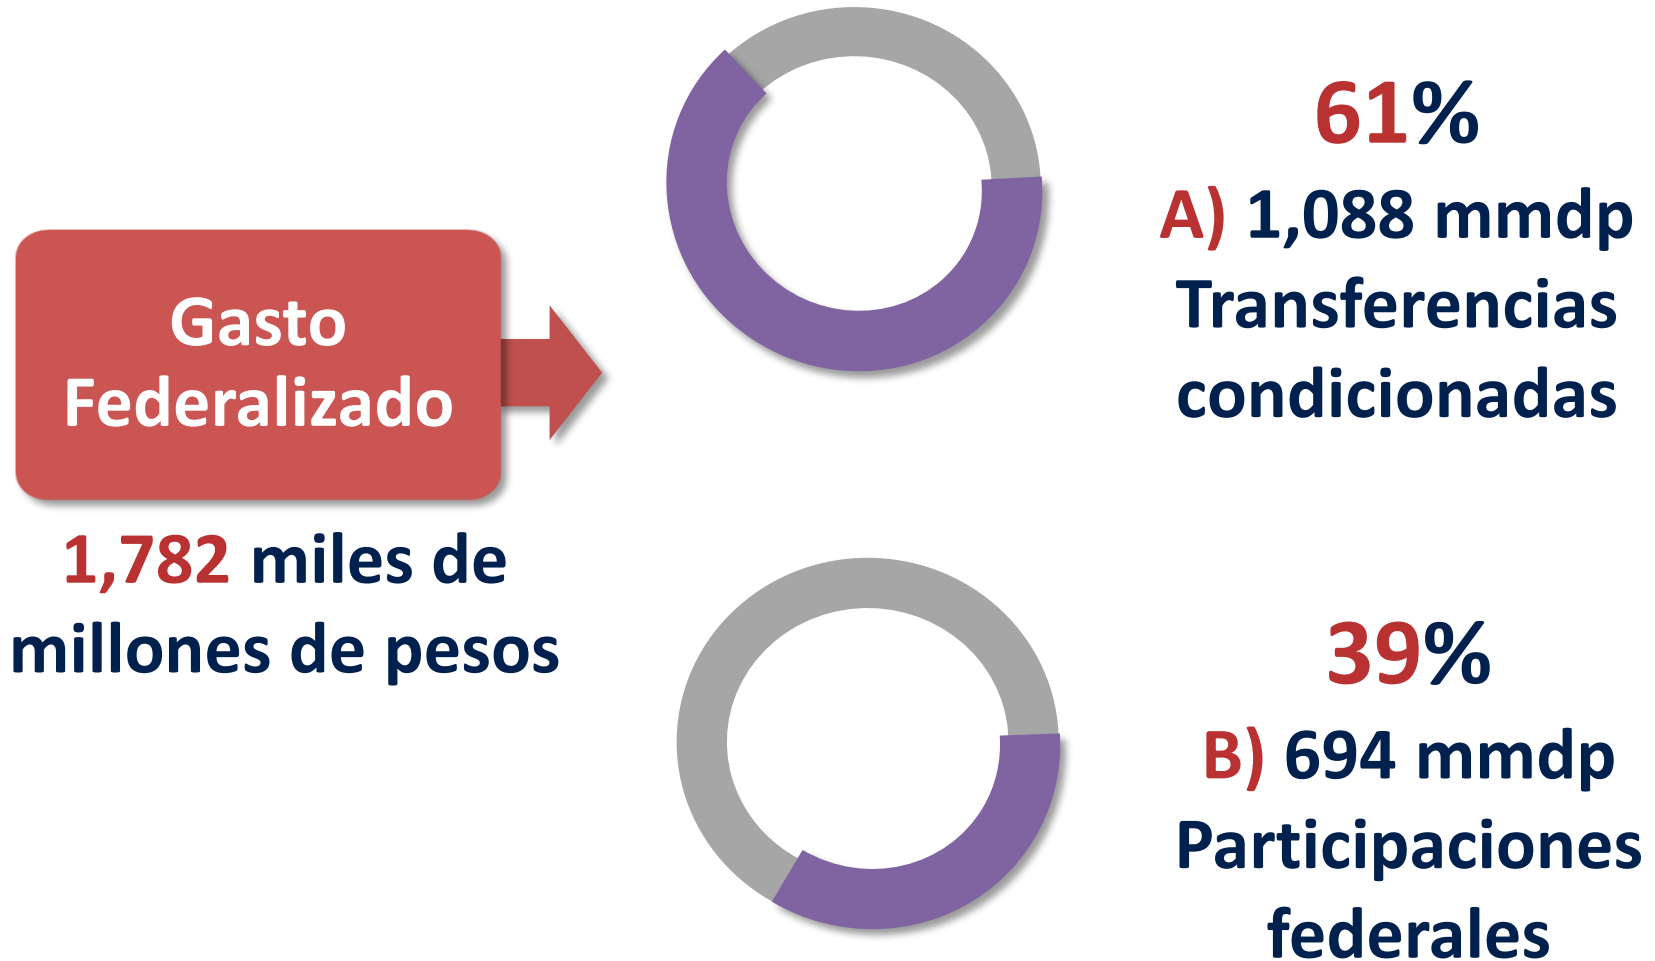 Gasto
Federalizado
1,782 miles de
millones de pesos
61%
A) 1,088 mmdp
Transferencias
condicionadas
39%
B) 694 mmdp
Participaciones
federales